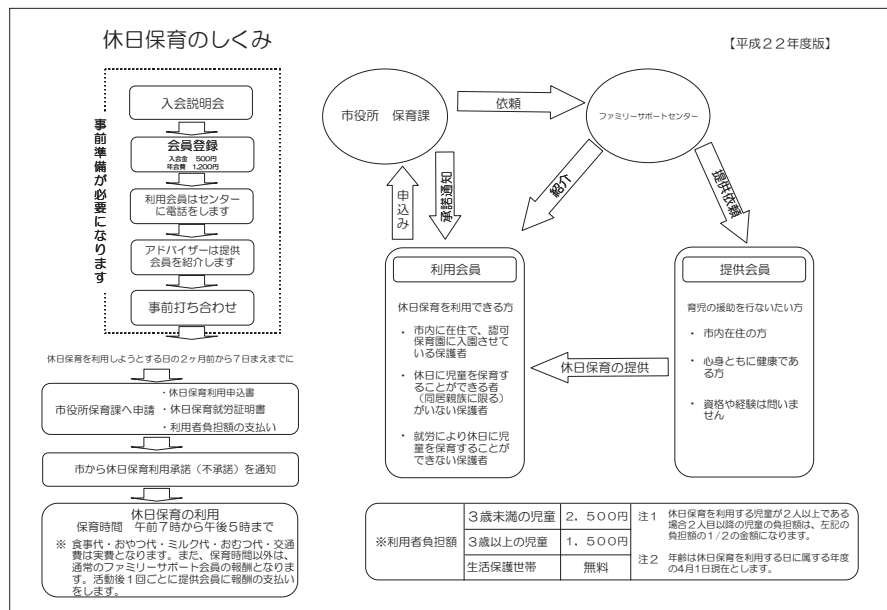 休日保育のしくみ
【平成22年度版】
事前準備が必要になります
入会説明会
会員登録
入会金 500円
年会費 1,200円
利用会員はセンター
に電話をします
アドバイザーは提供
会員を紹介します
事前打ち合わせ
休日保育を利用しようとする日の2ヶ月前から7日まえまでに
市役所保育課へ申請
・休日保育利用申込書
・休日保育就労証明書
・利用者負担額の支払い
市から休日保育利用承諾(不承諾)を通知
休日保育の利用
保育時間 午前7時から午後5時まで
※ 食事代・おやつ代・ミルク代・おむつ代・交通
費は実費となります。また、保育時間以外は、
通常のファミリーサポート会員の報酬となりま
す。活動後1回ごとに提供会員に報酬の支払い
をします。
市役所 保育課
依頼
ファミリーサポートセンター
申込み
承諾通知
紹介
提供依頼
利用会員
休日保育を利用できる方
・ 市内に在住で、認可
保育園に入園させて
いる保護者
・ 休日に児童を保育す
ることができる者
(同居親族に限る)
がいない保護者
・ 就労により休日に児
童を保育することが
できない保護者
休日保育の提供
提供会員
育児の援助を行ないたい方
・ 市内在住の方
・ 心身ともに健康であ
る方
・ 資格や経験は問いま
せん
※利用者負担額
3歳未満の児童 2,500円
3歳以上の児童 1,500円
生活保護世帯 無料
注1 休日保育を利用する児童が2人以上である
場合2人目以降の児童の負担額は、左記の
負担額の1/2の金額になります。
注2 年齢は休日保育を利用する日に属する年度
の4月1日現在とします。